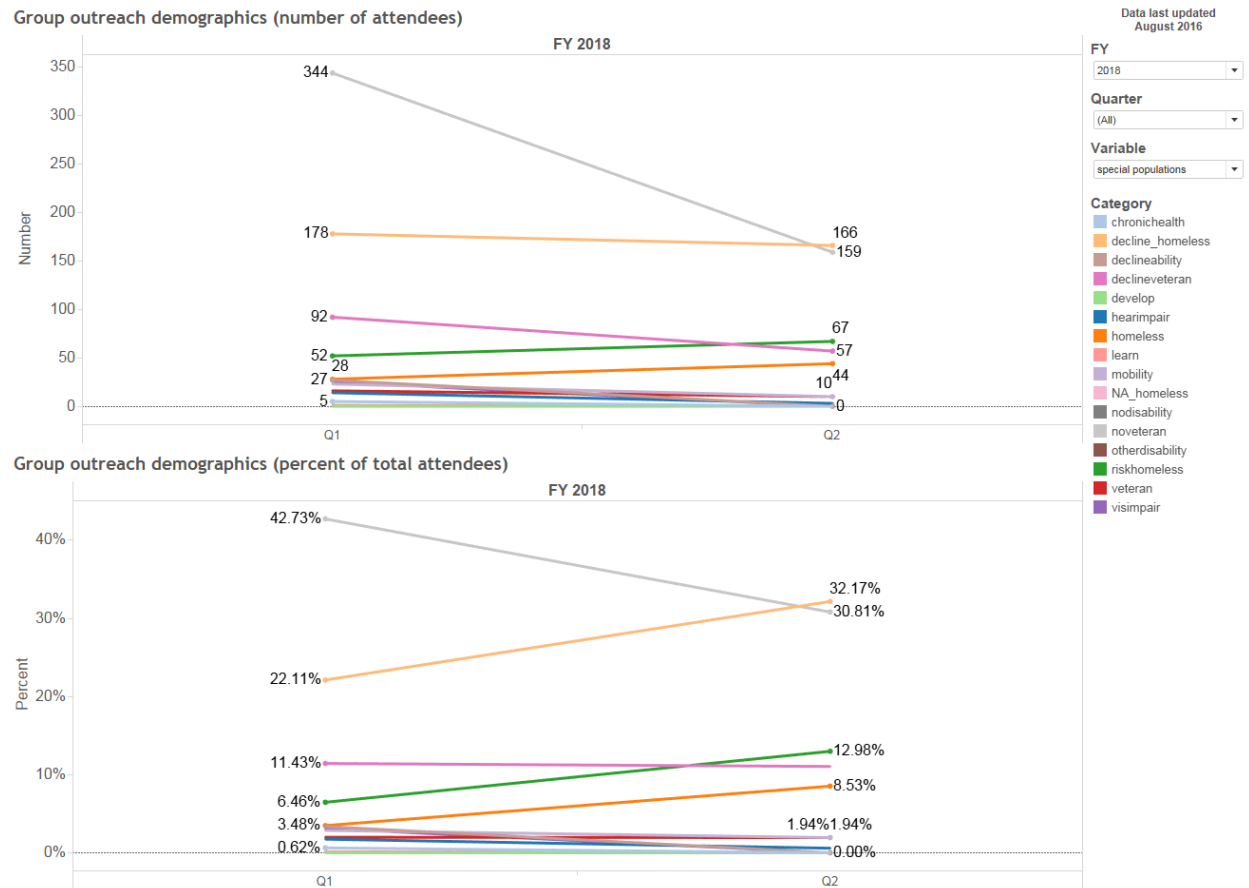 Group outreach demographics (number of attendees)
FY 2018
350
300
250
200
150
100
50
0
Number
344
178
92
52
28
27
5
166
159
67
57
44
10
0
Q1
Q2
Group outreach demographics (percent of total attendees)
FY 2018
40%
30%
20%
10%
0%
Percent
42.73%
22.11%
11.43%
6.46%
3.48%
0.62%
32.17%
30.81%
12.98%
8.53%
1.94% 1.94%
0.00%
Q1
Q2
Data last updated
August 2016
FY
2018
Quarter
(All)
Variable
special populations
Category
chronichealth
decline_homeless
declineability
declineveteran
develop
hearimpair
homeless
learn
mobility
NA_homeless
nodisability
noveteran
otherdisability
riskhomeless
veteran
visimpair